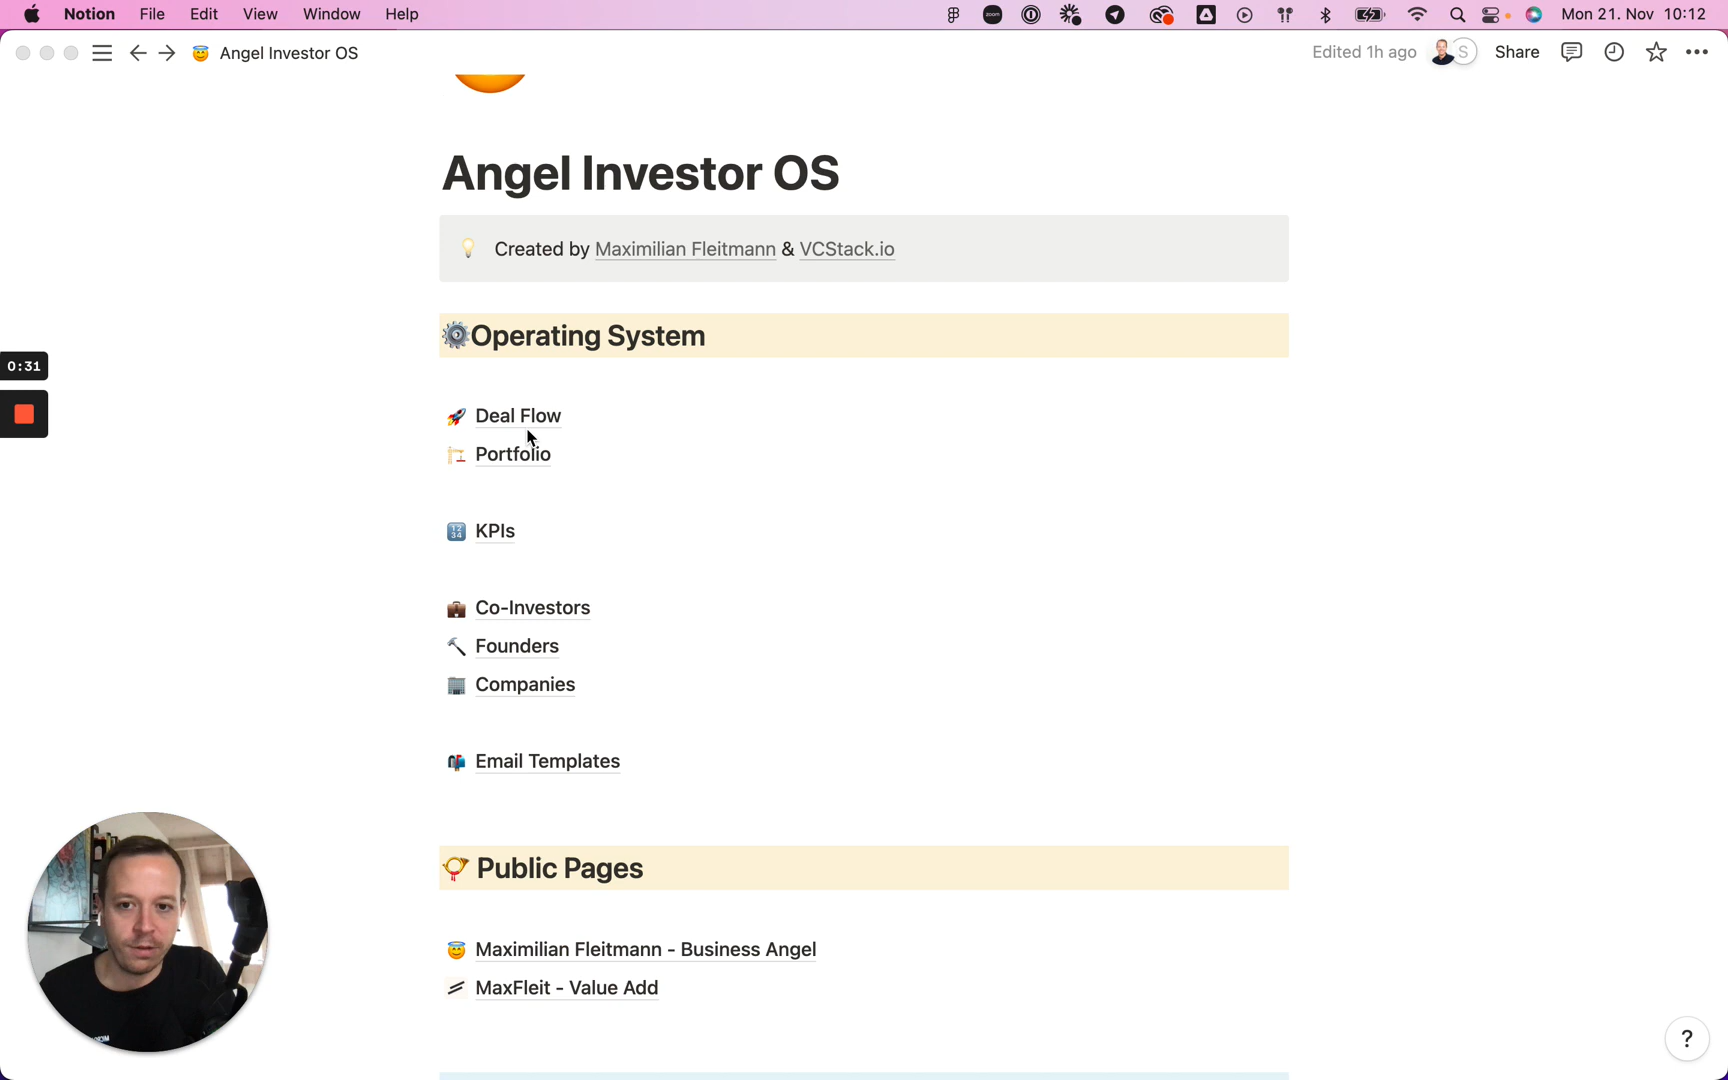 Notion File Edit View Window Help zoom Mon 21. Nov 10:12
Angel Investor OS Edited 1h ago S Share
Angel Investor OS
Created by Maximilian Fleitmann & VCStack.io
Operating System
0:31
Deal Flow
Portfolio
KPIs
Co-Investors
Founders
Companies
Email Templates
Public Pages
Maximilian Fleitmann - Business Angel
MaxFleit - Value Add
?